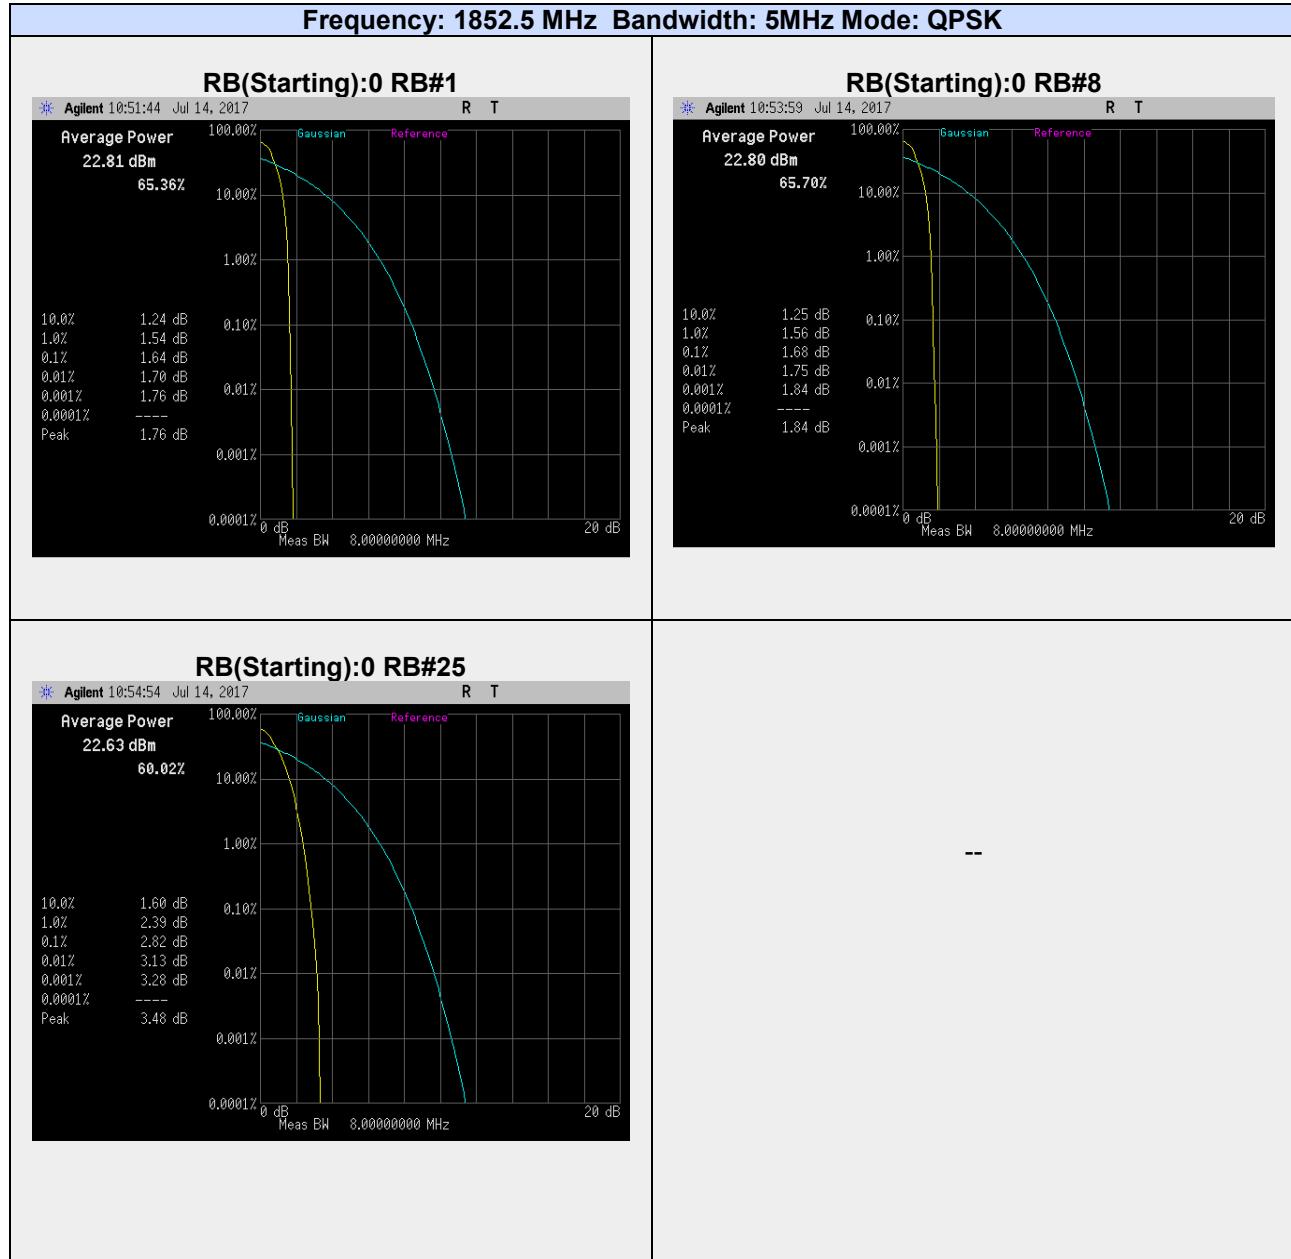 Frequency: 1852.5 MHz  Bandwidth: 5MHz Mode: QPSK
RB(Starting):0 RB#1
Agilent 10:51:44 Jul 14, 2017 R T
Average Power
22.81 dBm
65.36%
10.0% 1.24 dB
1.0% 1.54 dB
0.1% 1.64 dB
0.01% 1.70 dB
0.001% 1.76 dB
0.0001% ----
Peak 1.76 dB
Gaussian Reference
100.00%
10.00%
1.00%
0.10%
0.01%
0.001%
0.0001%
0 dB 20 dB
Meas BW 8.00000000 MHz
RB(Starting):0 RB#8
Agilent 10:53:59 Jul 14, 2017 R T
Average Power
22.80 dBm
65.70%
10.0% 1.25 dB
1.0% 1.56 dB
0.1% 1.68 dB
0.01% 1.75 dB
0.001% 1.84 dB
0.0001% ----
Peak 1.84 dB
Gaussian Reference
100.00%
10.00%
1.00%
0.10%
0.01%
0.001%
0.0001%
0 dB 20 dB
Meas BW 8.00000000 MHz
RB(Starting):0 RB#25
Agilent 10:54:54 Jul 14, 2017 R T
Average Power
22.63 dBm
60.02%
10.0% 1.60 dB
1.0% 2.39 dB
0.1% 2.82 dB
0.01% 3.13 dB
0.001% 3.28 dB
0.0001% ----
Peak 3.48 dB
Gaussian Reference
100.00%
10.00%
1.00%
0.10%
0.01%
0.001%
0.0001%
0 dB 20 dB
Meas BW 8.00000000 MHz
--